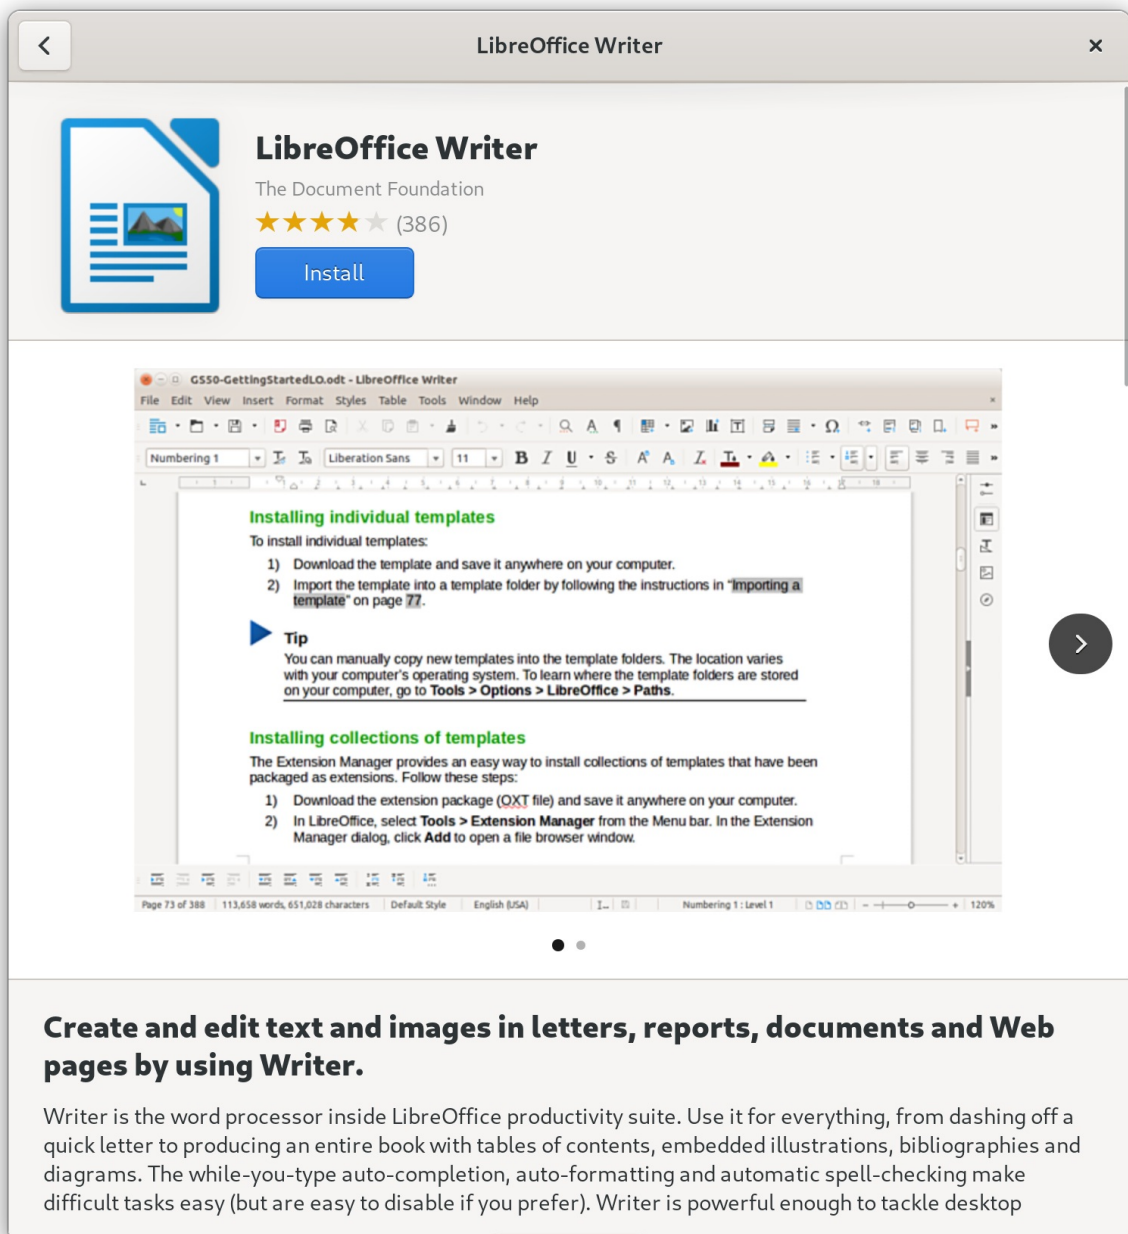 LibreOffice Writer
LibreOffice Writer
The Document Foundation
(386)
Install
GS50-GettingStartedLO.odt - LibreOffice Writer
File Edit View Insert Format Styles Table Tools Window Help
Numbering 1 Liberation Sans 11
Installing individual templates
To install individual templates:
1) Download the template and save it anywhere on your computer.
2) Import the template into a template folder by following the instructions in “Importing a
template” on page 77.
Tip
You can manually copy new templates into the template folders. The location varies
with your computer’s operating system. To learn where the template folders are stored
on your computer, go to Tools > Options > LibreOffice > Paths.
Installing collections of templates
The Extension Manager provides an easy way to install collections of templates that have been
packaged as extensions. Follow these steps:
1) Download the extension package (OXT file) and save it anywhere on your computer.
2) In LibreOffice, select Tools > Extension Manager from the Menu bar. In the Extension
Manager dialog, click Add to open a file browser window.
Page 73 of 388 113,658 words, 651,028 characters Default Style English (USA) Numbering 1 : Level 1 120%
Create and edit text and images in letters, reports, documents and Web
pages by using Writer.
Writer is the word processor inside LibreOffice productivity suite. Use it for everything, from dashing off a
quick letter to producing an entire book with tables of contents, embedded illustrations, bibliographies and
diagrams. The while-you-type auto-completion, auto-formatting and automatic spell-checking make
difficult tasks easy (but are easy to disable if you prefer). Writer is powerful enough to tackle desktop